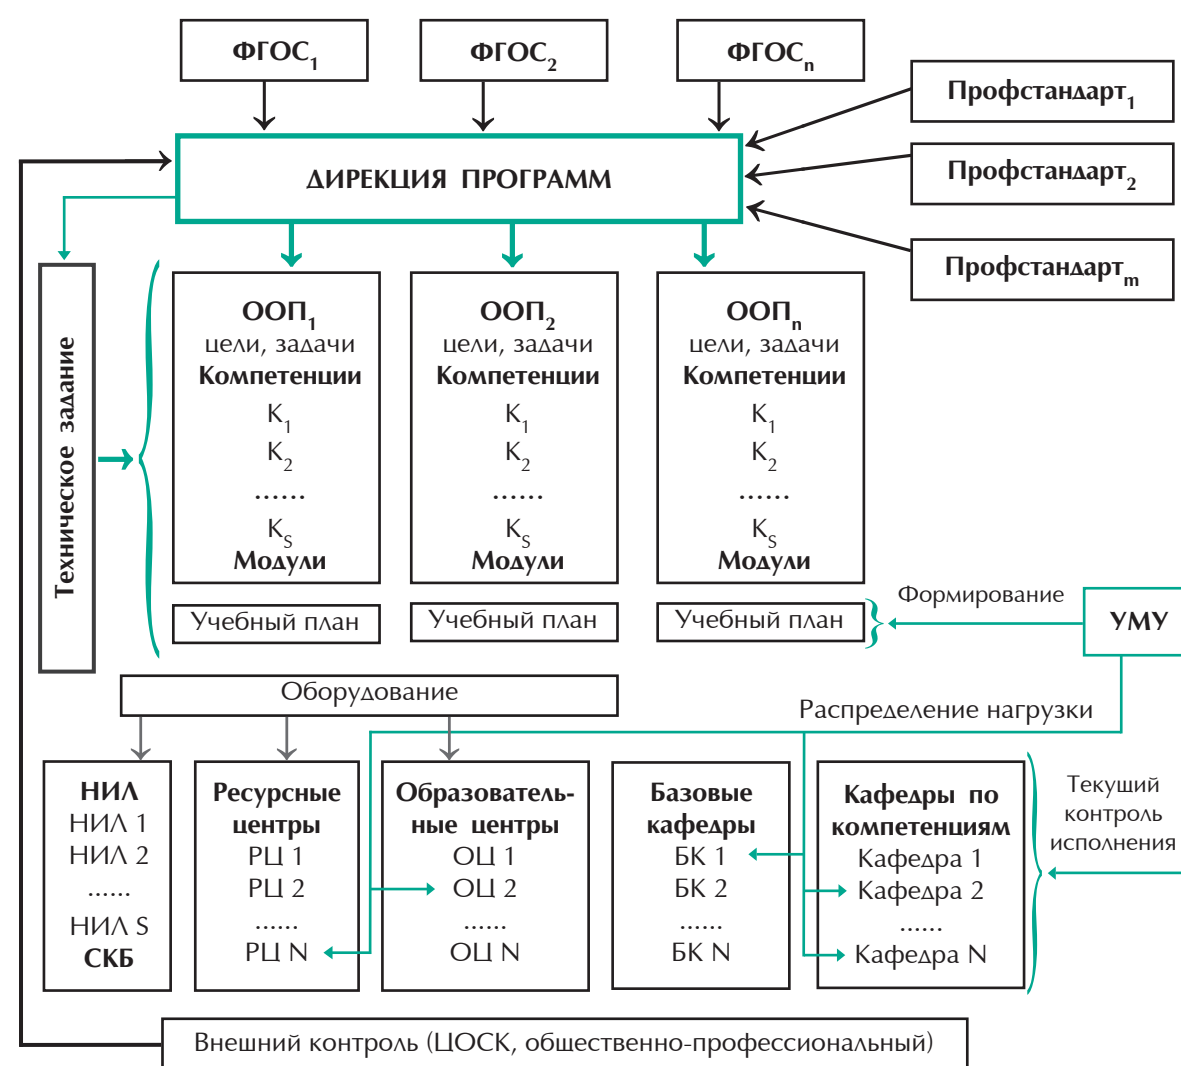 ФГОС1
ФГОС2
ФГОСn
Профстандарт1
Профстандарт2
Профстандартm
ДИРЕКЦИЯ ПРОГРАММ
Техническое задание
ООП1
цели, задачи
Компетенции
К1
К2
......
КS
Модули
Учебный план
ООП2
цели, задачи
Компетенции
К1
К2
......
КS
Модули
Учебный план
ООПn
цели, задачи
Компетенции
К1
К2
......
КS
Модули
Учебный план
Формирование
УМУ
Оборудование
Распределение нагрузки
НИЛ
НИЛ 1
НИЛ 2
......
НИЛ S
СКБ
Ресурсные
центры
РЦ 1
РЦ 2
......
РЦ N
Образователь-
ные центры
ОЦ 1
ОЦ 2
......
ОЦ N
Базовые
кафедры
БК 1
БК 2
......
БК N
Кафедры по
компетенциям
Кафедра 1
Кафедра 2
......
Кафедра N
Текущий
контроль
исполнения
Внешний контроль (ЦОСК, общественно-профессиональный)